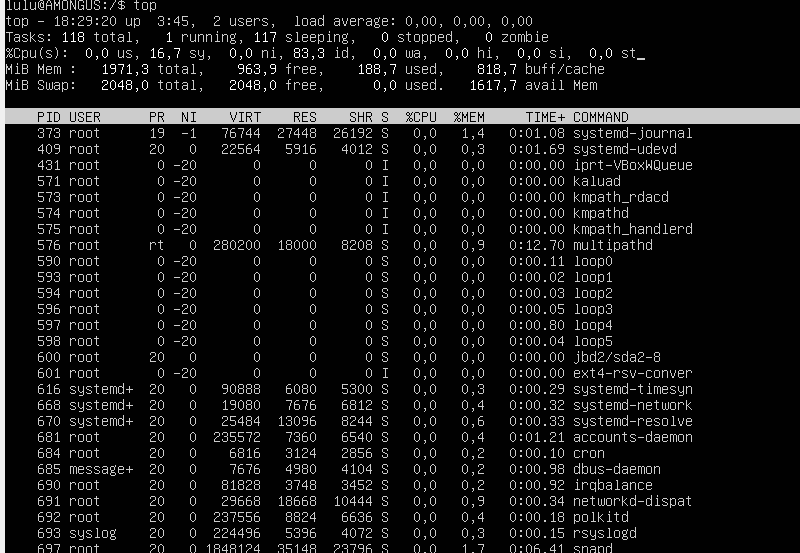 lulu@AMONGUS:/$ top
top - 18:29:20 up  3:45,  2 users,  load average: 0,00, 0,00, 0,00
Tasks: 118 total,   1 running, 117 sleeping,   0 stopped,   0 zombie
%Cpu(s):  0,0 us, 16,7 sy,  0,0 ni, 83,3 id,  0,0 wa,  0,0 hi,  0,0 si,  0,0 st_
MiB Mem :   1971,3 total,    963,9 free,    188,7 used,    818,7 buff/cache
MiB Swap:   2048,0 total,   2048,0 free,      0,0 used.   1617,7 avail Mem
PID USER      PR  NI    VIRT    RES    SHR S  %CPU  %MEM     TIME+ COMMAND
373 root      19  -1   76744  27448  26192 S   0,0   1,4   0:01.08 systemd-journal
409 root      20   0   22564   5916   4012 S   0,0   0,3   0:01.69 systemd-udevd
431 root       0 -20       0      0      0 I   0,0   0,0   0:00.00 iprt-VBoxWQueue
571 root       0 -20       0      0      0 I   0,0   0,0   0:00.00 kaluad
573 root       0 -20       0      0      0 I   0,0   0,0   0:00.00 kmpath_rdacd
574 root       0 -20       0      0      0 I   0,0   0,0   0:00.00 kmpathd
575 root       0 -20       0      0      0 I   0,0   0,0   0:00.00 kmpath_handlerd
576 root      rt   0  280200  18000   8208 S   0,0   0,9   0:12.70 multipathd
590 root       0 -20       0      0      0 S   0,0   0,0   0:00.11 loop0
593 root       0 -20       0      0      0 S   0,0   0,0   0:00.02 loop1
594 root       0 -20       0      0      0 S   0,0   0,0   0:00.03 loop2
596 root       0 -20       0      0      0 S   0,0   0,0   0:00.05 loop3
597 root       0 -20       0      0      0 S   0,0   0,0   0:00.80 loop4
598 root       0 -20       0      0      0 S   0,0   0,0   0:00.04 loop5
600 root      20   0       0      0      0 S   0,0   0,0   0:00.00 jbd2/sda2-8
601 root       0 -20       0      0      0 I   0,0   0,0   0:00.00 ext4-rsv-conver
616 systemd+  20   0   90888   6080   5300 S   0,0   0,3   0:00.29 systemd-timesyn
668 systemd+  20   0   19080   7676   6812 S   0,0   0,4   0:00.32 systemd-network
670 systemd+  20   0   25484  13096   8244 S   0,0   0,6   0:00.33 systemd-resolve
681 root      20   0  235572   7360   6540 S   0,0   0,4   0:01.21 accounts-daemon
684 root      20   0    6816   3124   2856 S   0,0   0,2   0:00.10 cron
685 message+  20   0    7676   4980   4104 S   0,0   0,2   0:00.98 dbus-daemon
690 root      20   0   81828   3748   3452 S   0,0   0,2   0:00.92 irqbalance
691 root      20   0   29668  18668  10444 S   0,0   0,9   0:00.34 networkd-dispat
692 root      20   0  237556   8824   6636 S   0,0   0,4   0:00.18 polkitd
693 syslog    20   0  224496   5396   4072 S   0,0   0,3   0:00.15 rsyslogd
697 root      20   0 1848124  35148  23796 S   0,0   1,7   0:06.41 snapd